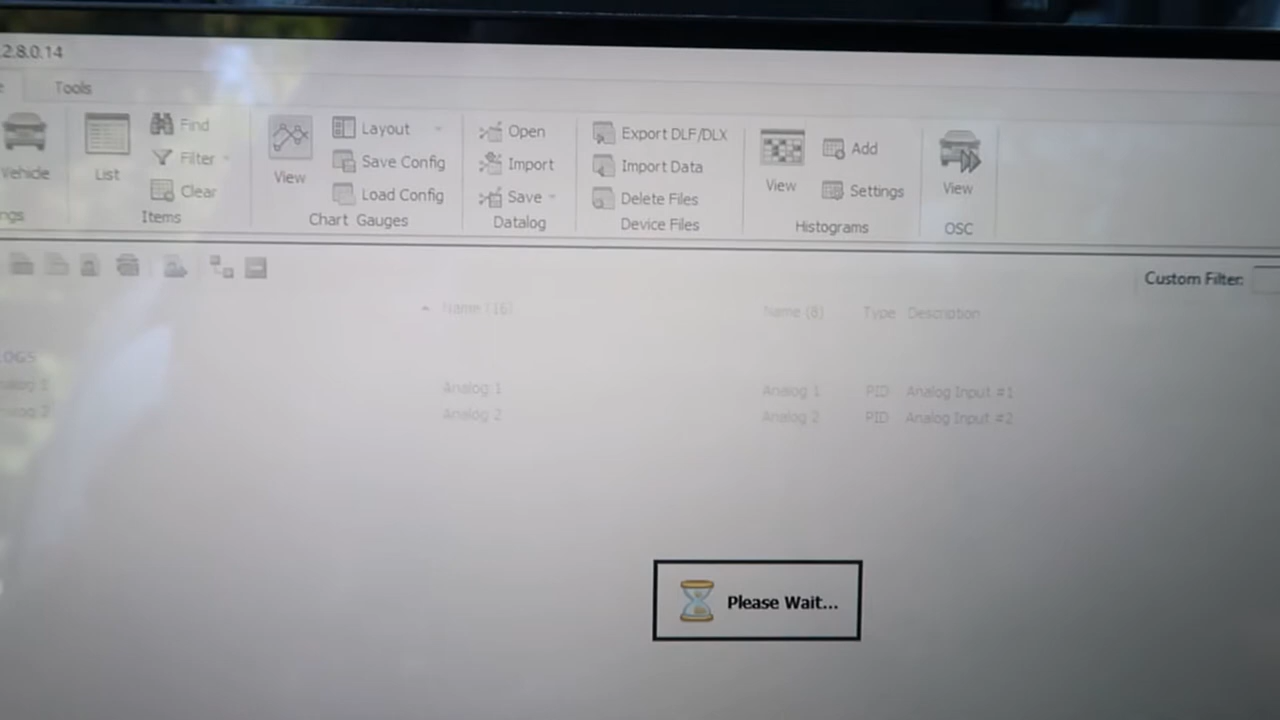 2.8.0.14
Tools
Vehicle
List
Find
Filter
Clear
Items
View
Layout
Save Config
Load Config
Chart Gauges
Open
Import
Save
Datalog
Export DLF/DLX
Import Data
Delete Files
Device Files
View
Add
Settings
Histograms
View
OSC
Custom Filter:
Name (16) Name (8) Type Description
OGS
Analog 1 Analog 1 PID Analog Input #1
Analog 2 Analog 2 PID Analog Input #2
Please Wait...